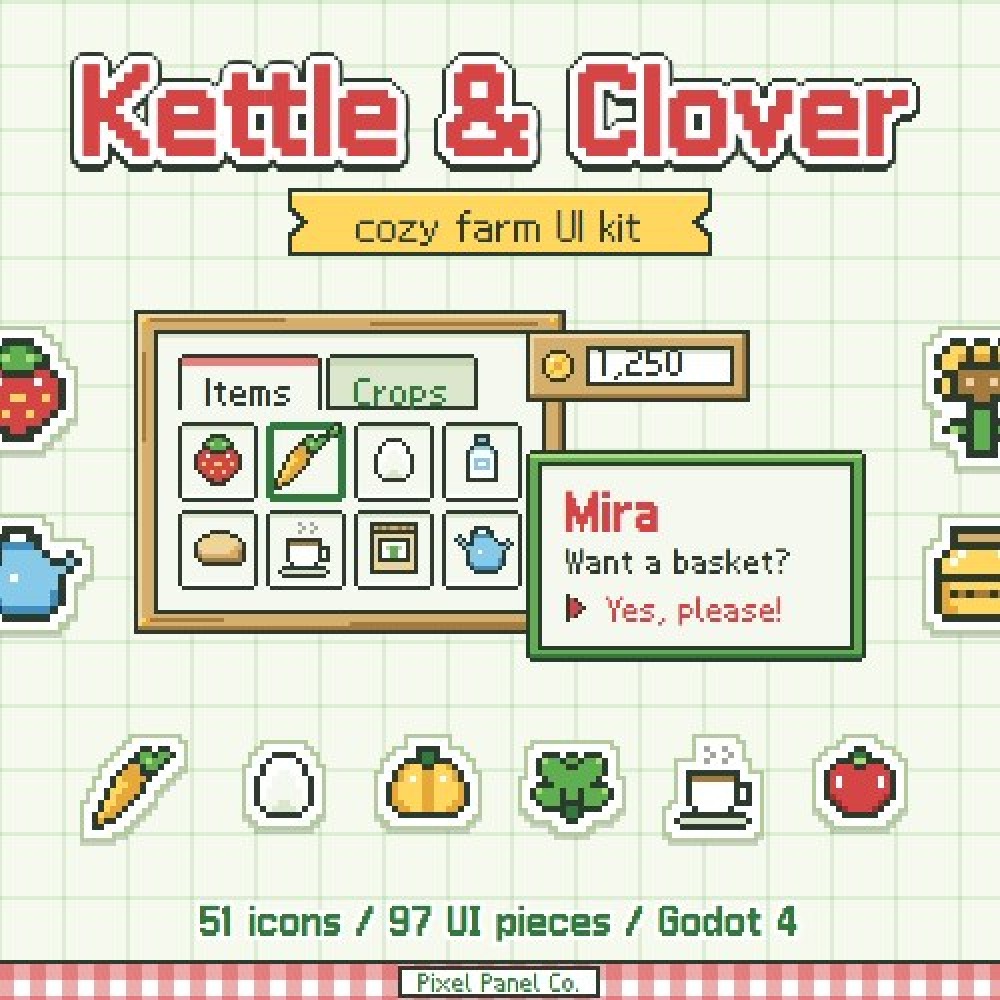 Kettle & Clover
cozy farm UI kit
1,250
Items
Crops
Mira
Want a basket?
Yes, please!
51 icons / 97 UI pieces / Godot 4
Pixel Panel Co.